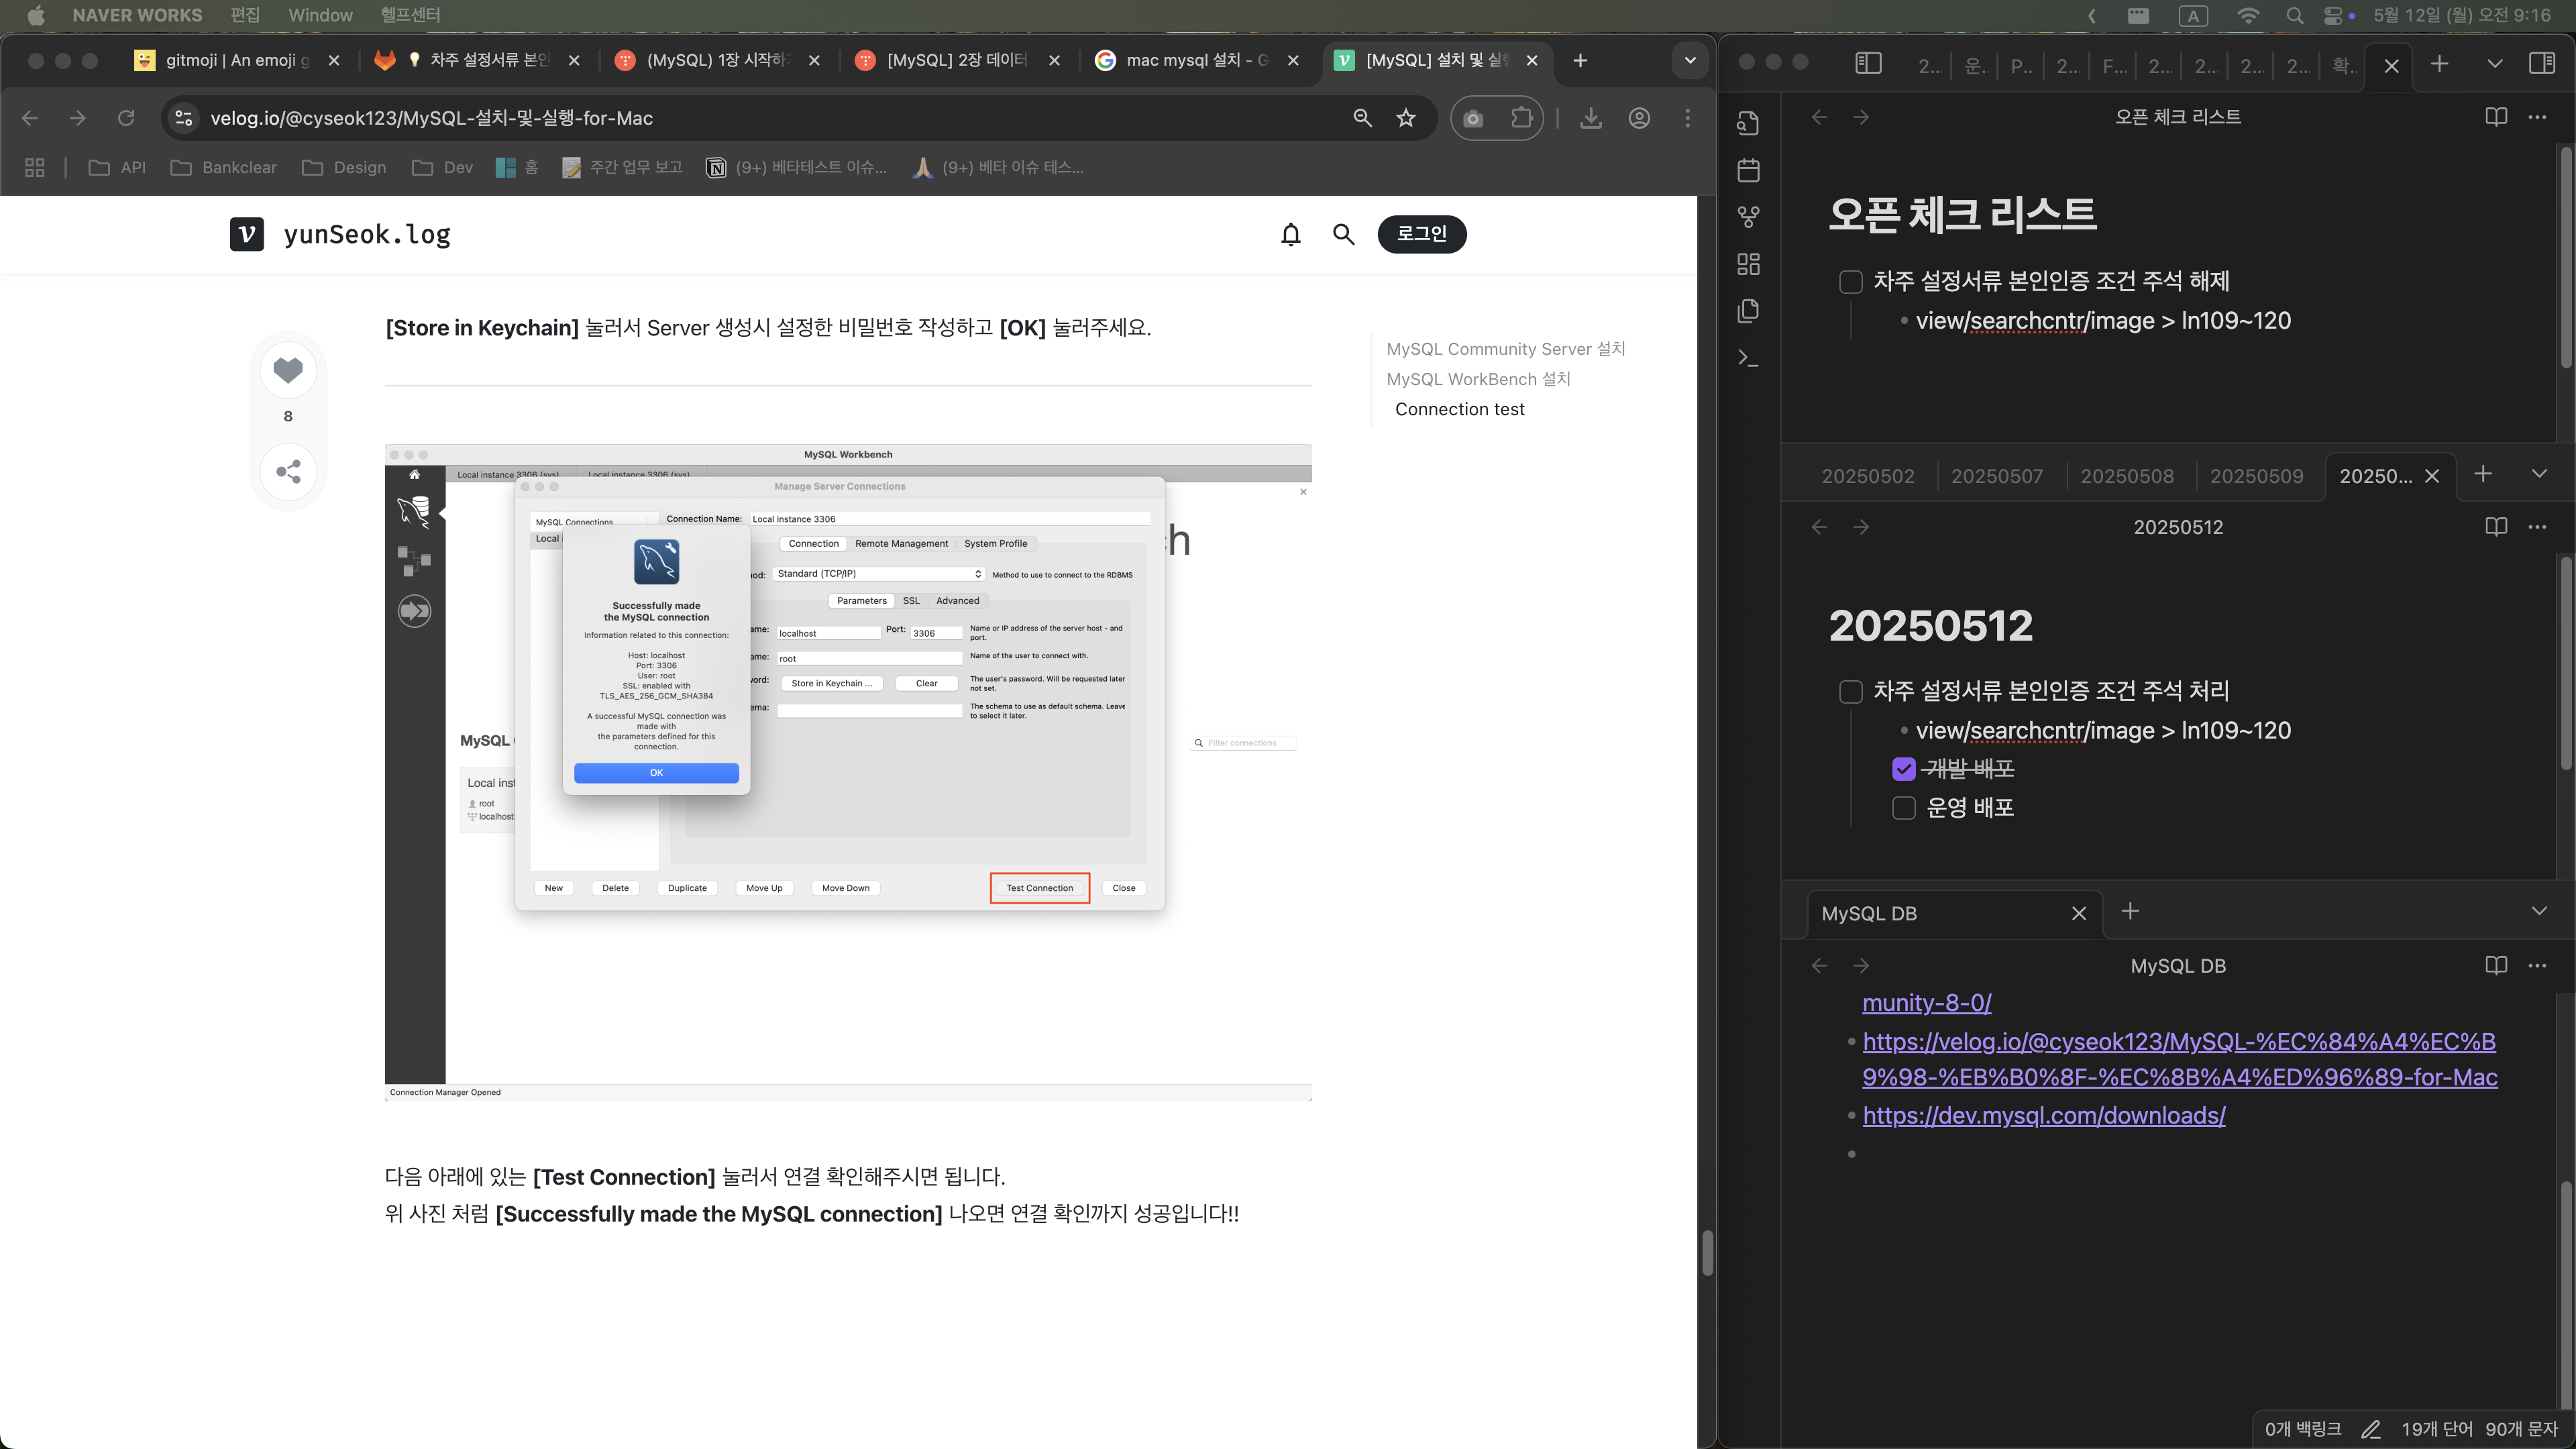 NAVER WORKS 편집 Window 헬프센터
A 5월 12일 (월) 오전 9:16
gitmoji | An emoji g
차주 설정서류 본인
(MySQL) 1장 시작하
[MySQL] 2장 데이터
mac mysql 설치 - G
[MySQL] 설치 및 실
velog.io/@cyseok123/MySQL-설치-및-실행-for-Mac
API Bankclear Design Dev 홈 주간 업무 보고 (9+) 베타테스트 이슈... (9+) 베타 이슈 테스...
yunSeok.log
로그인
8
[Store in Keychain] 눌러서 Server 생성시 설정한 비밀번호 작성하고 [OK] 눌러주세요.
MySQL Community Server 설치
MySQL WorkBench 설치
Connection test
MySQL Workbench
Local instance 3306 (sys) Local instance 3306 (sys)
Manage Server Connections
MySQL Connections
Local i
Connection Name: Local instance 3306
Connection Remote Management System Profile
od: Standard (TCP/IP) Method to use to connect to the RDBMS
Parameters SSL Advanced
ame: localhost Port: 3306 Name or IP address of the server host - and
port.
ame: root Name of the user to connect with.
ord: Store in Keychain ... Clear The user's password. Will be requested later
not set.
ema: The schema to use as default schema. Leave
to select it later.
Successfully made
the MySQL connection
Information related to this connection:
Host: localhost
Port: 3306
User: root
SSL: enabled with
TLS_AES_256_GCM_SHA384
A successful MySQL connection was
made with
the parameters defined for this
connection.
OK
h
MySQL
Filter connections
Local inst
root
localhost:
New Delete Duplicate Move Up Move Down Test Connection Close
Connection Manager Opened
다음 아래에 있는 [Test Connection] 눌러서 연결 확인해주시면 됩니다.
위 사진 처럼 [Successfully made the MySQL connection] 나오면 연결 확인까지 성공입니다!!
2... 운.. P... 2... F... 2... 2... 2... 2... 확..
오픈 체크 리스트
오픈 체크 리스트
차주 설정서류 본인인증 조건 주석 해제
view/searchcntr/image > ln109~120
20250502 20250507 20250508 20250509 20250...
20250512
20250512
차주 설정서류 본인인증 조건 주석 처리
view/searchcntr/image > ln109~120
개발 배포
운영 배포
MySQL DB
MySQL DB
munity-8-0/
https://velog.io/@cyseok123/MySQL-%EC%84%A4%EC%B
9%98-%EB%B0%8F-%EC%8B%A4%ED%96%89-for-Mac
https://dev.mysql.com/downloads/
0개 백링크 19개 단어 90개 문자